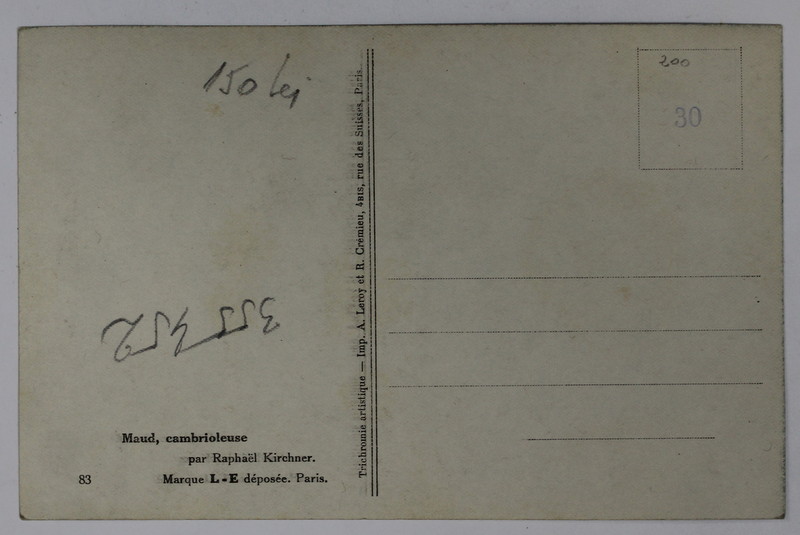 150 lei
200
30
Trichromie artistique — Imp. A. Leroy et R. Crémieu, 4BIS, rue des Suisses, Paris.
Maud, cambrioleuse
par Raphaël Kirchner.
83 Marque L-E déposée. Paris.